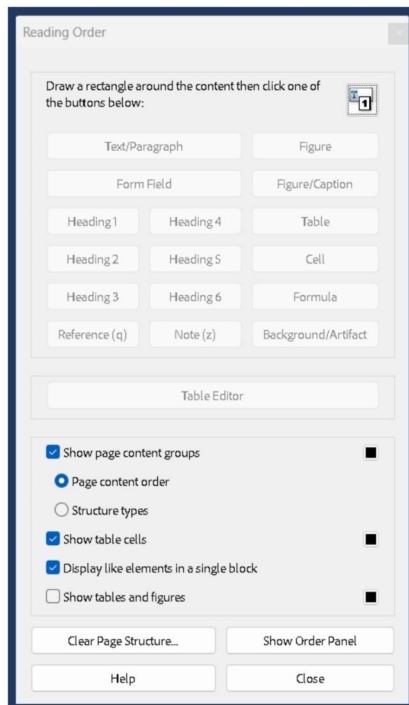 Reading Order
Draw a rectangle around the content then click one of
the buttons below:
Text/Paragraph
Figure
Form Field
Figure/Caption
Heading 1
Heading 4
Table
Heading 2
Heading 5
Cell
Heading 3
Heading 6
Formula
Reference (q)
Note (z)
Background/Artifact
Table Editor
Show page content groups
Page content order
Structure types
Show table cells
Display like elements in a single block
Show tables and figures
Clear Page Structure...
Show Order Panel
Help
Close